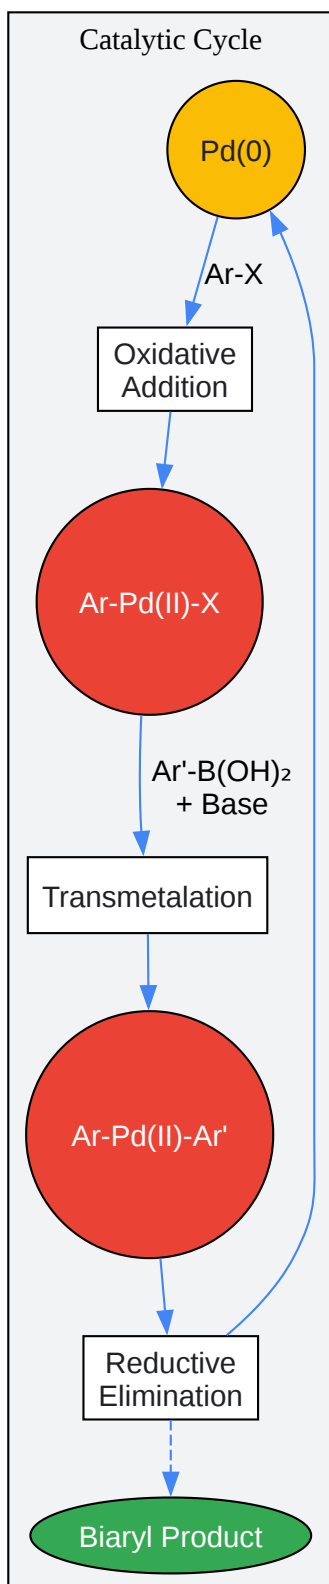 Catalytic Cycle
Pd(0)
Ar-X
Oxidative
Addition
Ar-Pd(II)-X
Ar'-B(OH)₂
+ Base
Transmetalation
Ar-Pd(II)-Ar'
Reductive
Elimination
Biaryl Product